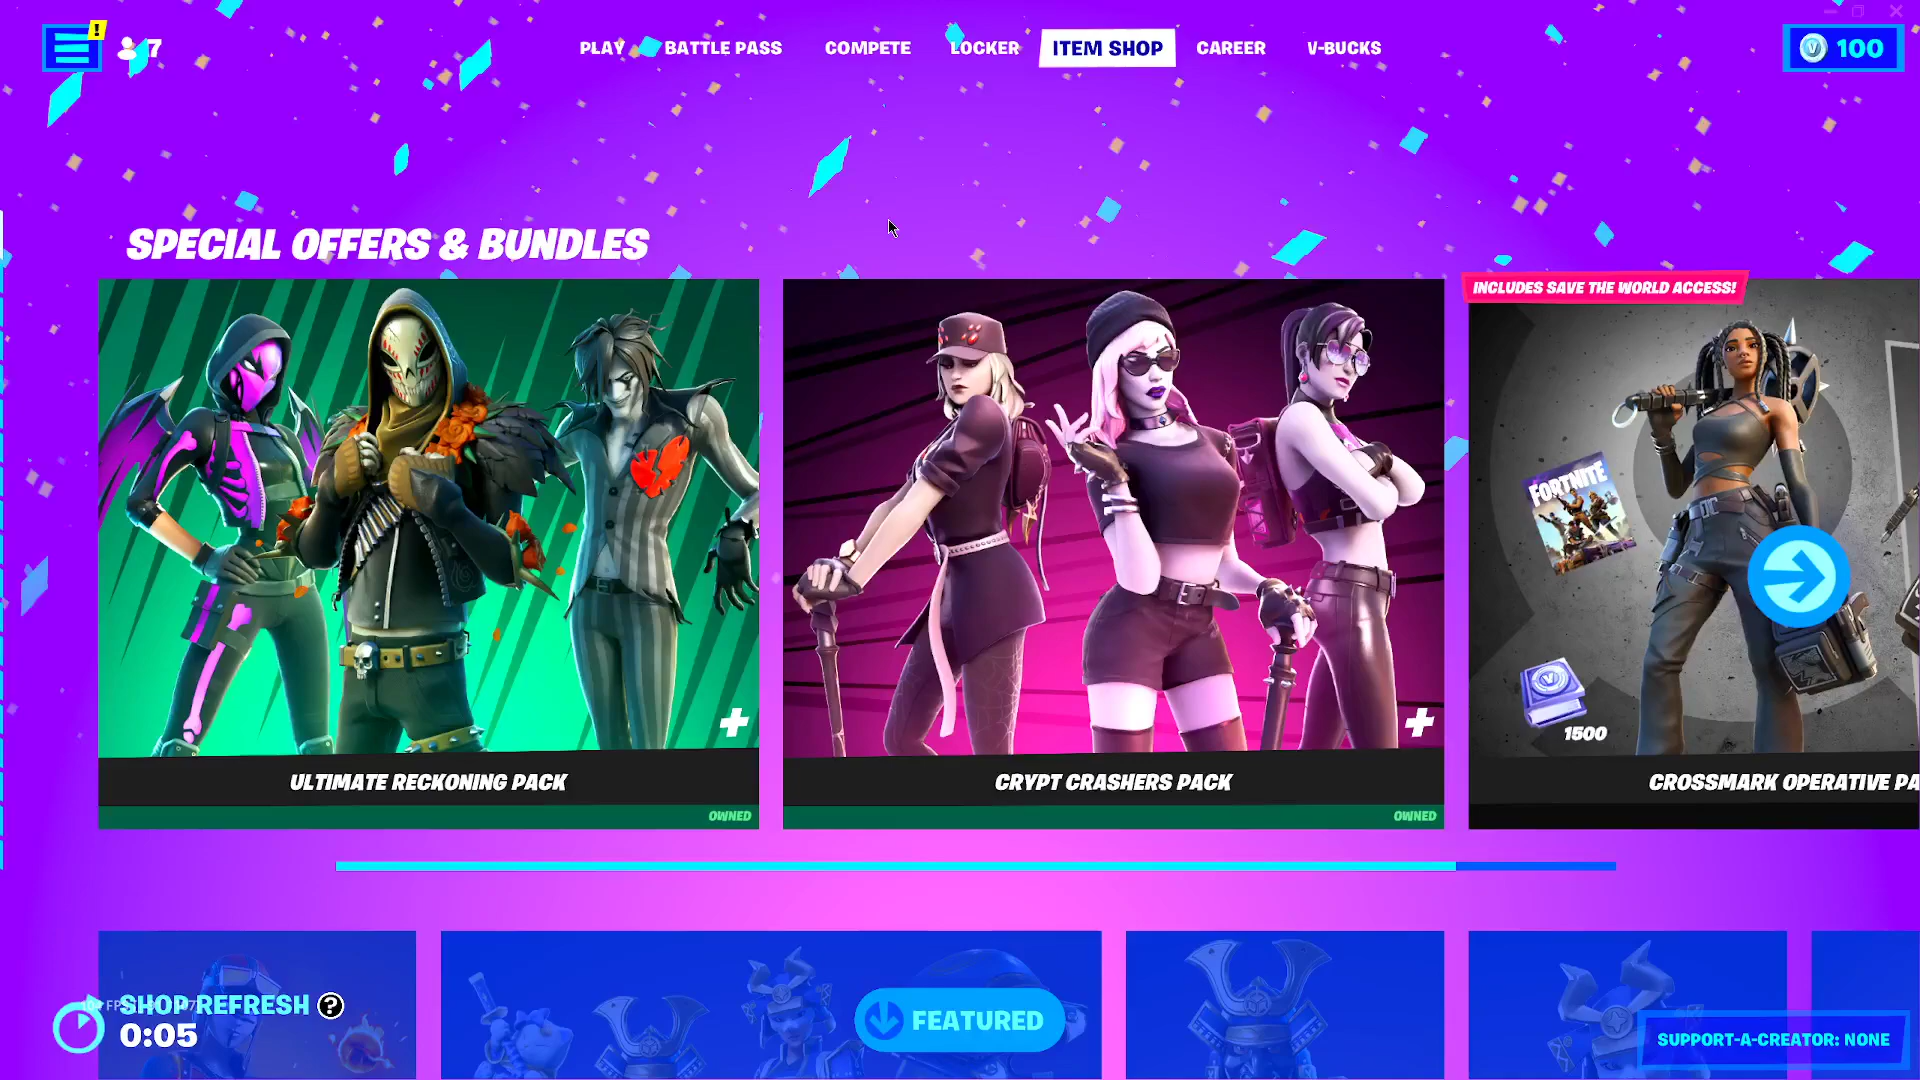 !
7
PLAY
BATTLE PASS
COMPETE
LOCKER
ITEM SHOP
CAREER
V-BUCKS
100
SPECIAL OFFERS & BUNDLES
INCLUDES SAVE THE WORLD ACCESS!
FORTNITE
1500
+
+
ULTIMATE RECKONING PACK
CRYPT CRASHERS PACK
CROSSMARK OPERATIVE PA
OWNED
OWNED
SHOP REFRESH ?
0:05
FEATURED
SUPPORT-A-CREATOR: NONE